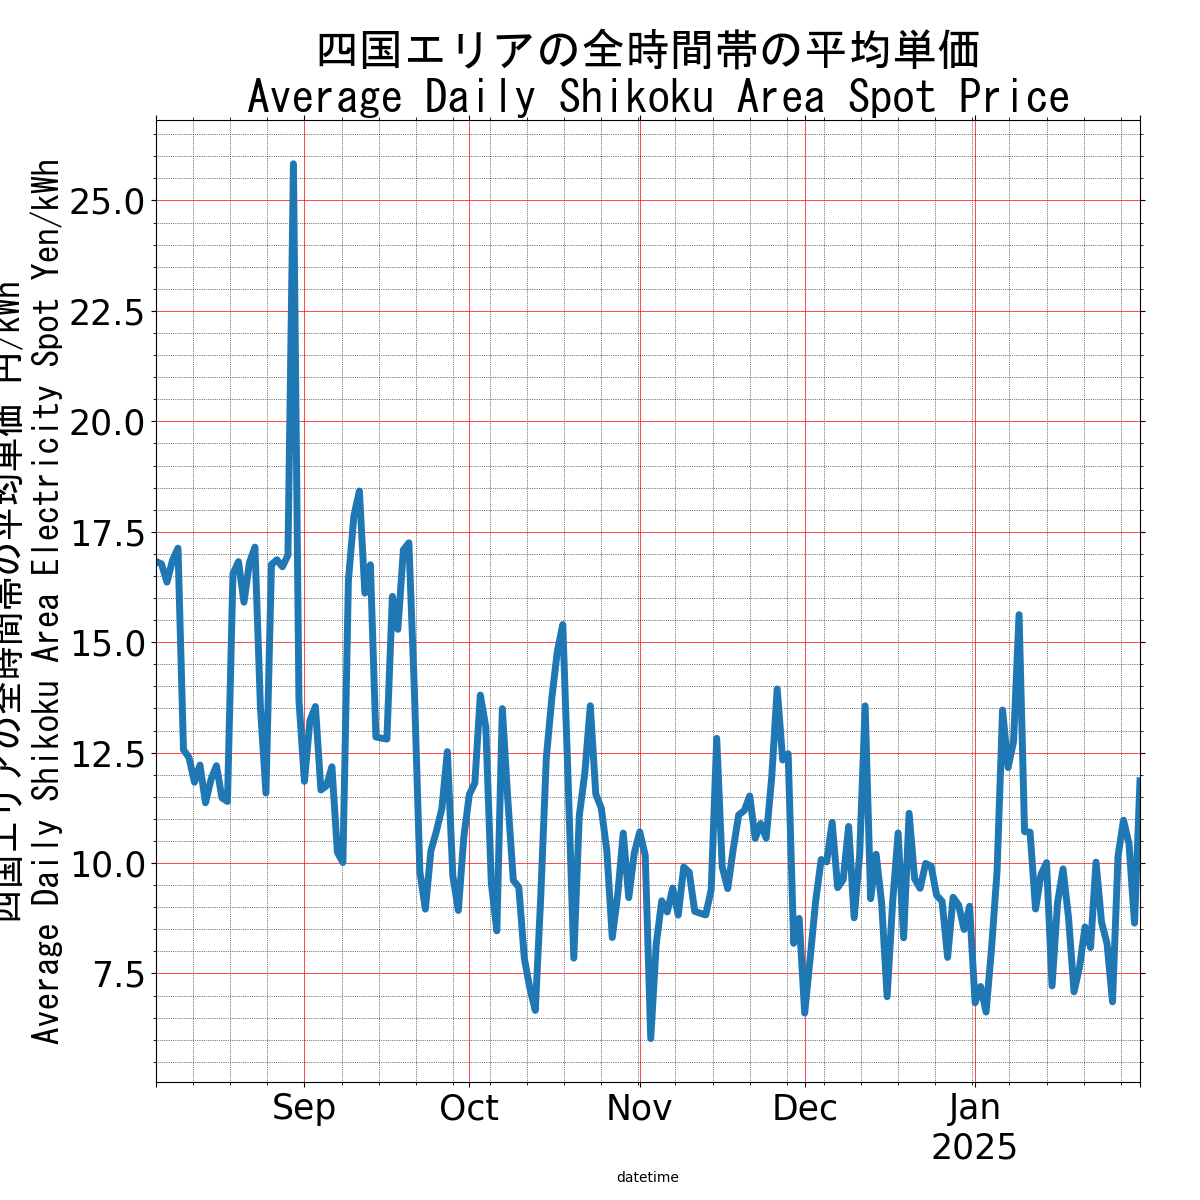 四国エリアの全時間帯の平均単価
Average Daily Shikoku Area Spot Price
四国エリアの全時間帯の平均単価 円/kWh
Average Daily Shikoku Area Electricity Spot Yen/kWh
25.0
22.5
20.0
17.5
15.0
12.5
10.0
7.5
Sep
Oct
Nov
Dec
Jan
2025
datetime